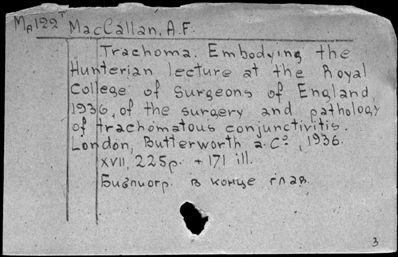 Ma122T MacCallan, A.F.
Trachoma. Embodying the
Hunterian lecture at the Royal
College of Surgeons of England,
1936, of the surgery and pathology
of trachomatous conjunctivitis.
London, Butterworth a. C° , 1936.
XVII, 225p. + 171 ill.
Библиогр. в конце глав.
3